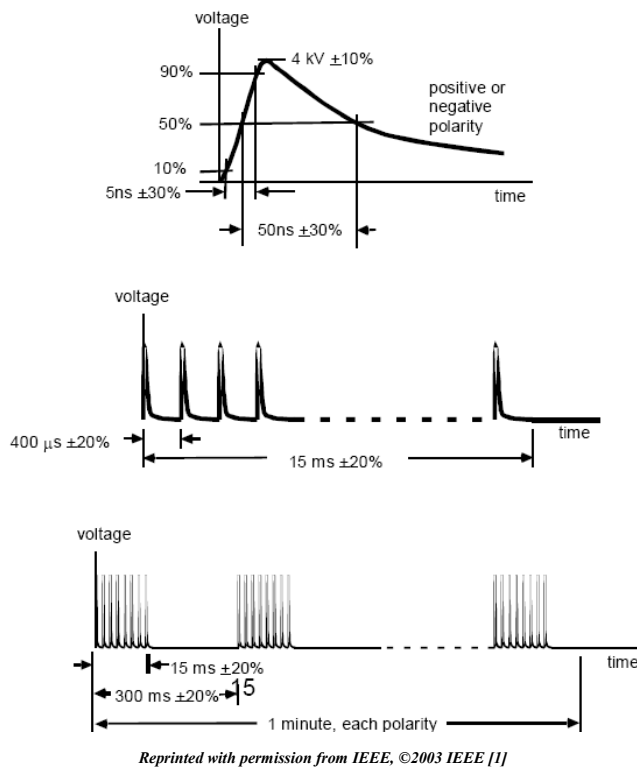 voltage
4 kV ±10%
90%
positive or
negative
polarity
50%
10%
5ns ±30%
time
50ns ±30%
voltage
400 μs ±20%
time
15 ms ±20%
voltage
time
15 ms ±20%
15
300 ms ±20%
1 minute, each polarity
Reprinted with permission from IEEE, ©2003 IEEE [1]